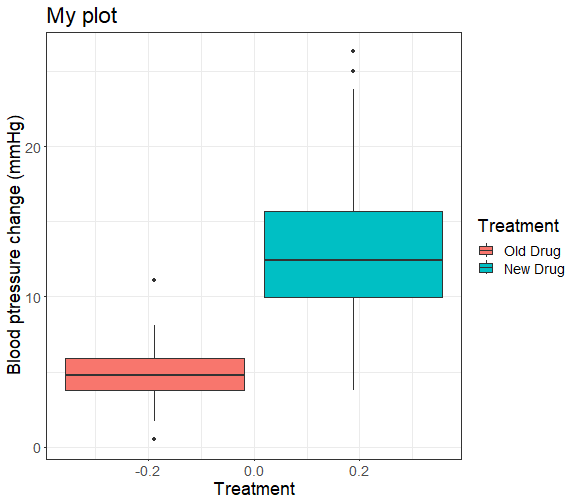 My plot
Blood ptressure change (mmHg)
20
10
0
-0.2
0.0
0.2
Treatment
Treatment
Old Drug
New Drug